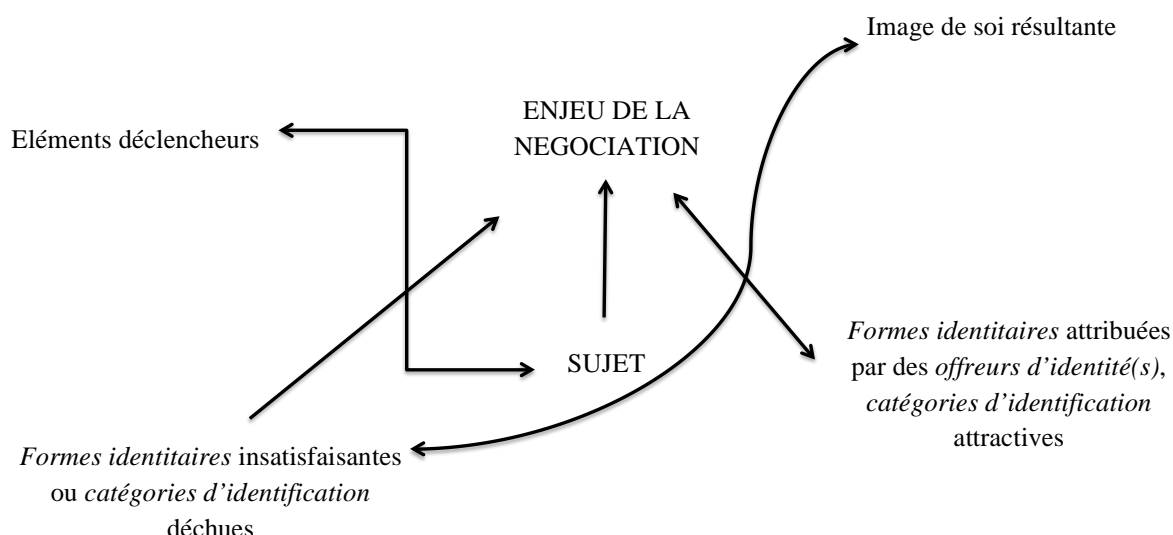 Image de soi résultante
ENJEU DE LA
NEGOCIATION
Eléments déclencheurs
SUJET
Formes identitaires attribuées
par des offreurs d’identité(s),
catégories d’identification
attractives
Formes identitaires insatisfaisantes
ou catégories d’identification
déchues